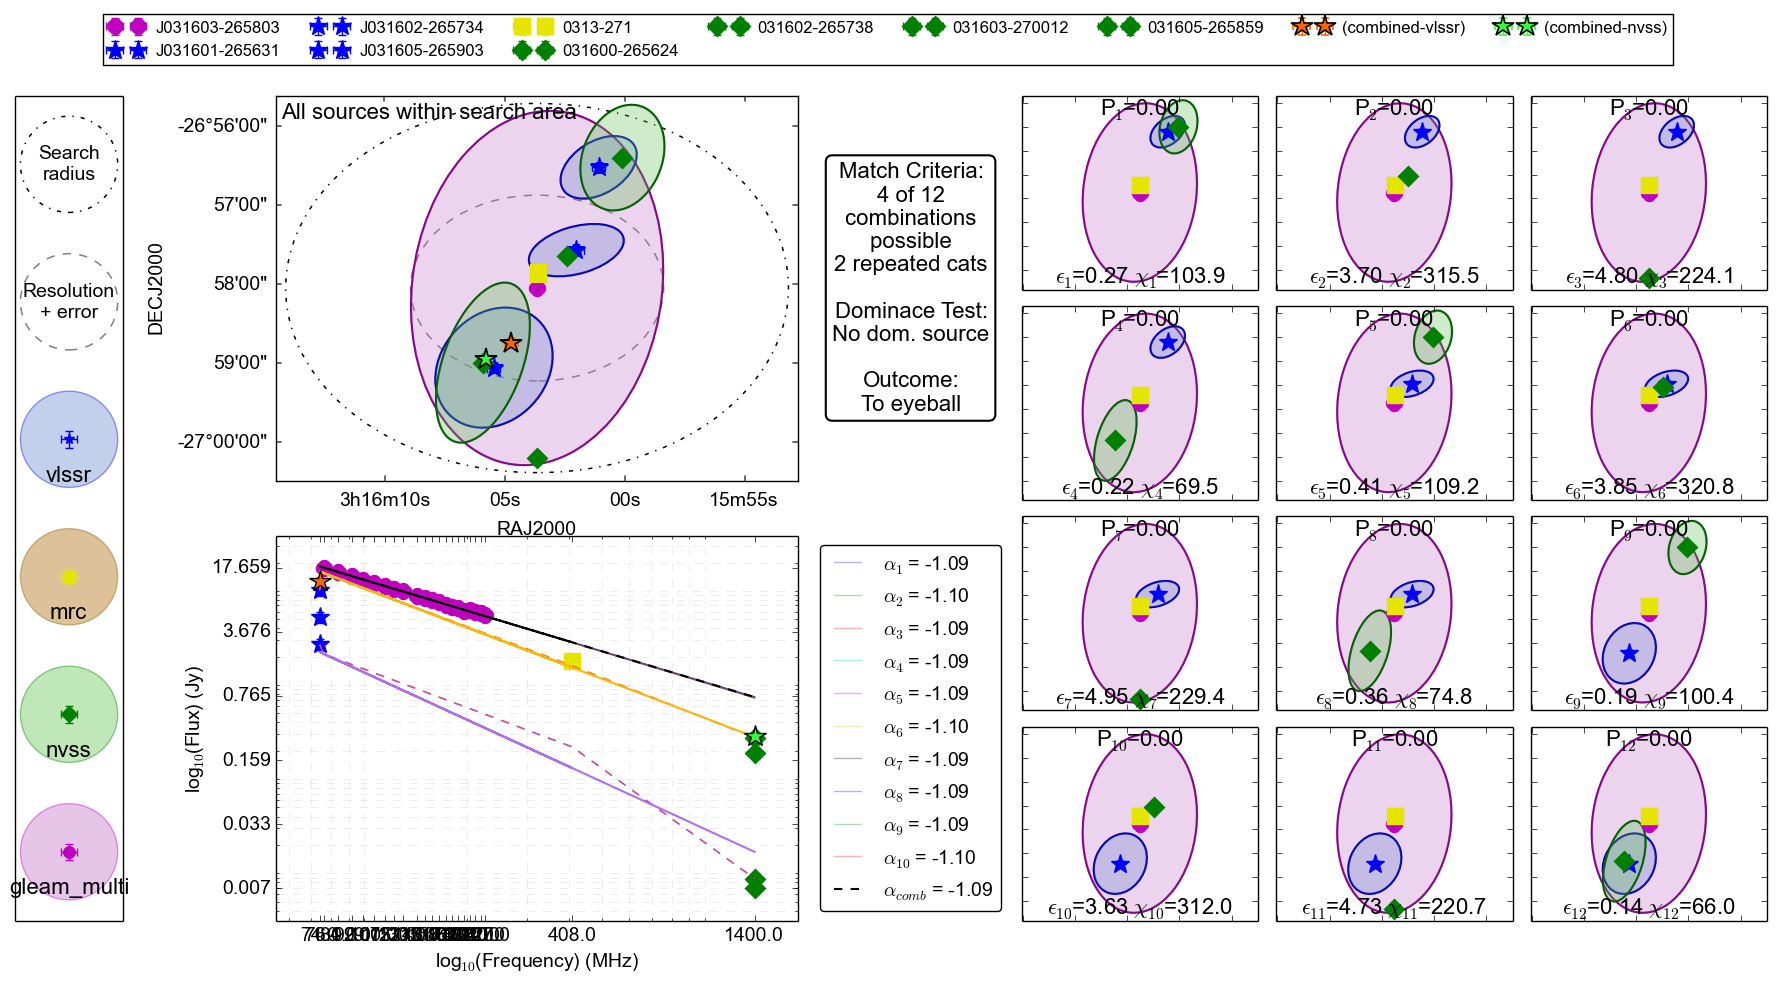 J031603-265803 J031602-265734 0313-271 031602-265738 031603-270012 031605-265859 (combined-vlssr) (combined-nvss)
J031601-265631 J031605-265903 031600-265624
Search
radius
Resolution
+ error
vlssr
mrc
nvss
gleam_multi
All sources within search area
-26°56'00"
57'00"
58'00"
59'00"
-27°00'00"
DECJ2000
3h16m10s 05s 00s 15m55s
RAJ2000
Match Criteria:
4 of 12
combinations
possible
2 repeated cats
Dominace Test:
No dom. source
Outcome:
To eyeball
17.659
3.676
0.765
0.159
0.033
0.007
log10(Flux) (Jy)
408.0 1400.0
log10(Frequency) (MHz)
α1 = -1.09
α2 = -1.10
α3 = -1.09
α4 = -1.09
α5 = -1.09
α6 = -1.10
α7 = -1.09
α8 = -1.09
α9 = -1.09
α10 = -1.10
αcomb = -1.09
P1=0.00 P2=0.00 P3=0.00
ϵ1=0.27 χ1=103.9 ϵ2=3.70 χ2=315.5 ϵ3=4.80 χ3=224.1
P4=0.00 P5=0.00 P6=0.00
ϵ4=0.22 χ4=69.5 ϵ5=0.41 χ5=109.2 ϵ6=3.85 χ6=320.8
P7=0.00 P8=0.00 P9=0.00
ϵ7=4.95 χ7=229.4 ϵ8=0.36 χ8=74.8 ϵ9=0.19 χ9=100.4
P10=0.00 P11=0.00 P12=0.00
ϵ10=3.63 χ10=312.0 ϵ11=4.73 χ11=220.7 ϵ12=0.14 χ12=66.0